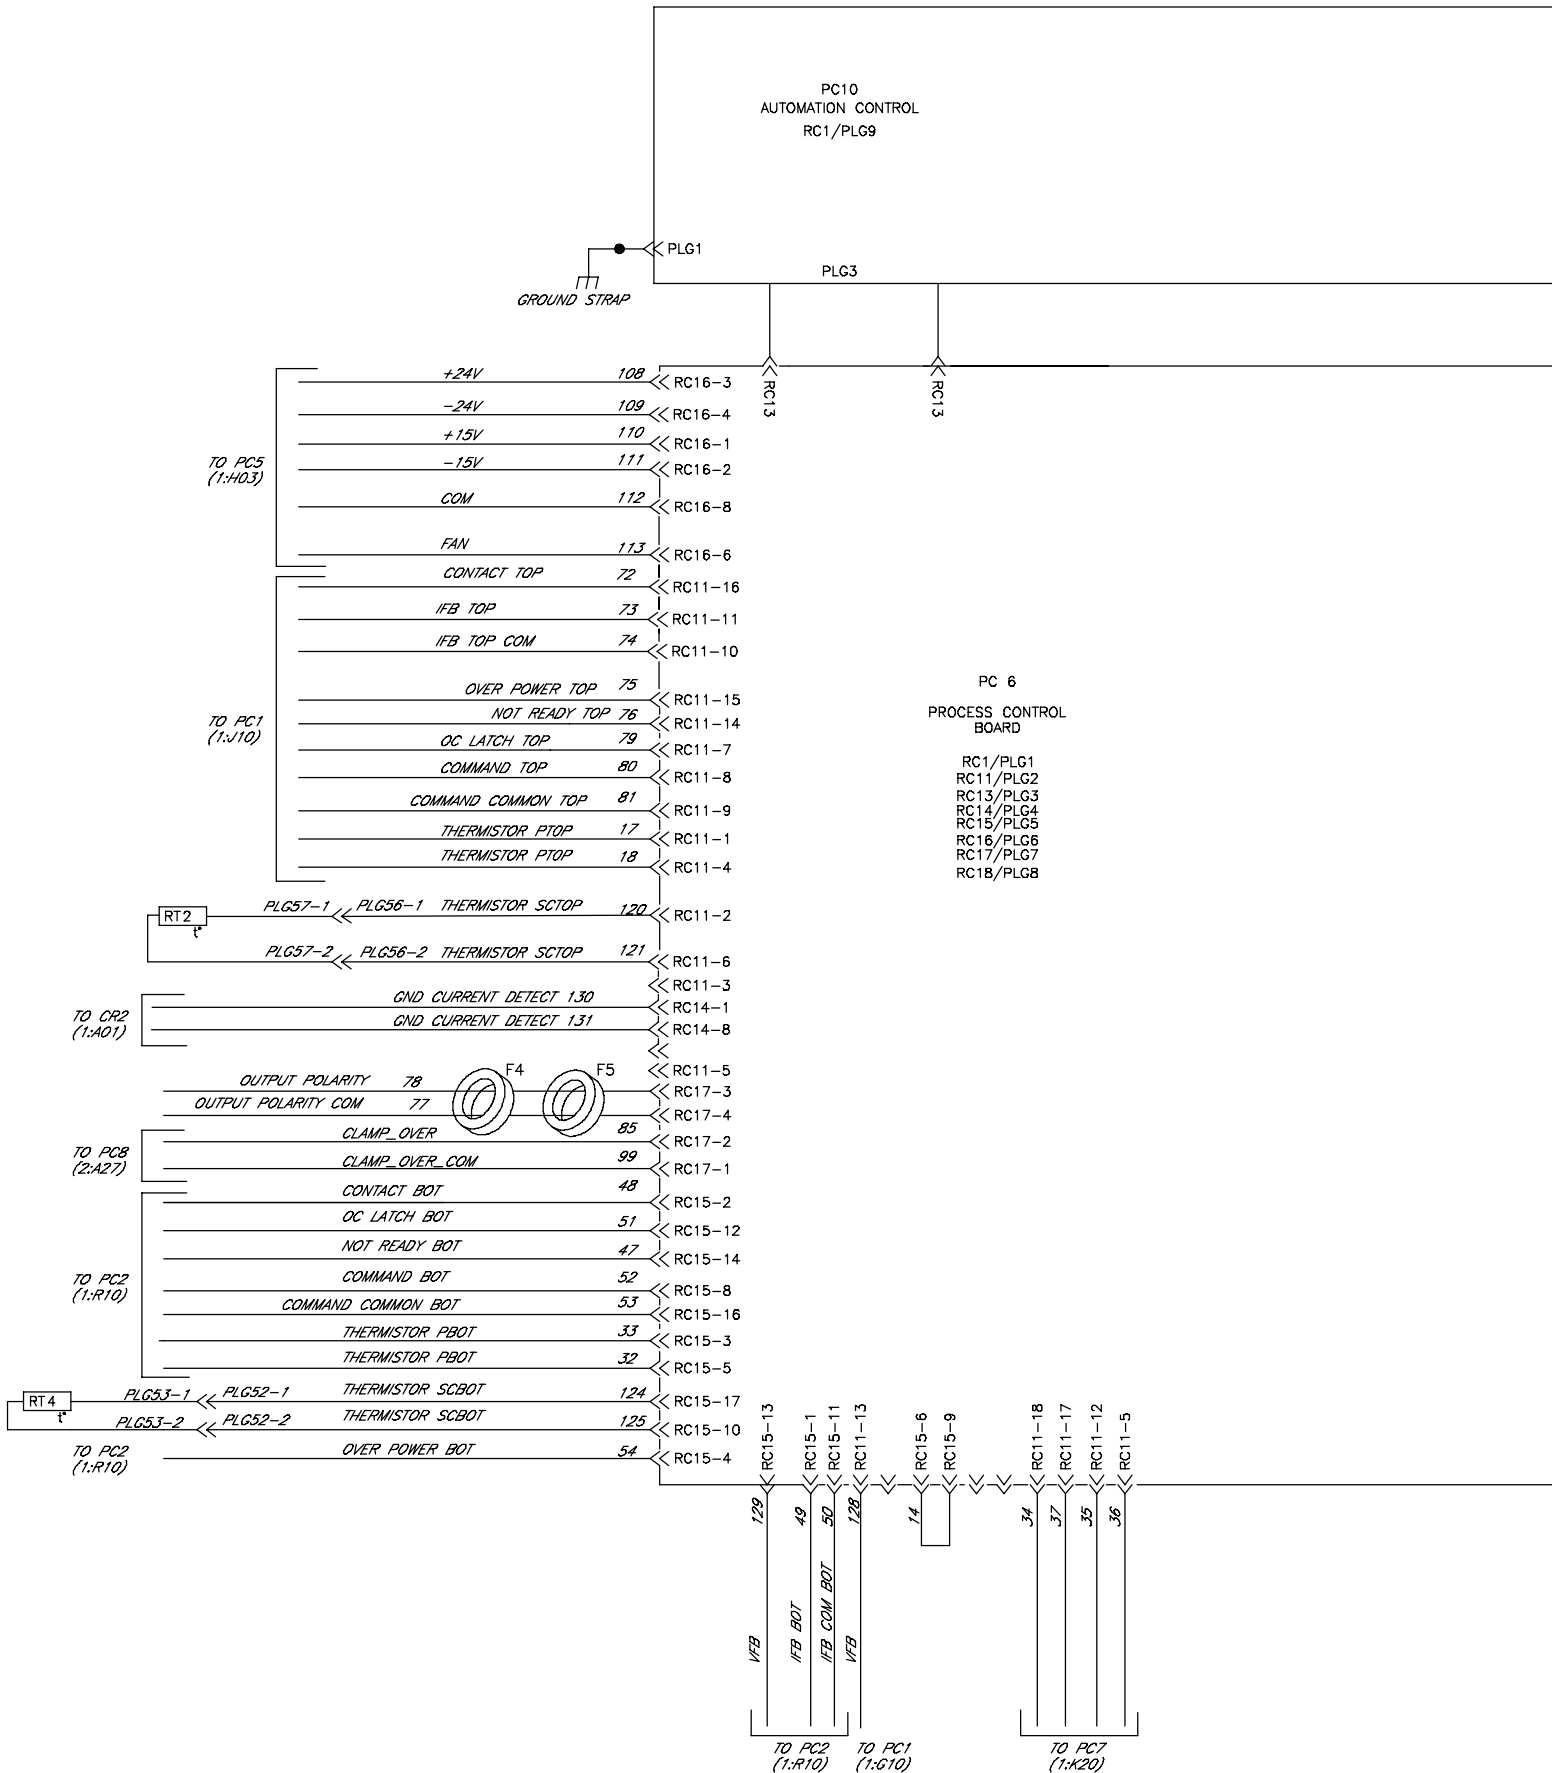 PC10
AUTOMATION CONTROL
RC1/PLG9
PLG1
PLG3
GROUND STRAP
RC13
RC13
TO PC5
(1:H03)
+24V 108 RC16-3
-24V 109 RC16-4
+15V 110 RC16-1
-15V 111 RC16-2
COM 112 RC16-8
FAN 113 RC16-6
TO PC1
(1:J10)
CONTACT TOP 72 RC11-16
IFB TOP 73 RC11-11
IFB TOP COM 74 RC11-10
OVER POWER TOP 75 RC11-15
NOT READY TOP 76 RC11-14
OC LATCH TOP 79 RC11-7
COMMAND TOP 80 RC11-8
COMMAND COMMON TOP 81 RC11-9
THERMISTOR PTOP 17 RC11-1
THERMISTOR PTOP 18 RC11-4
PC 6
PROCESS CONTROL
BOARD
RC1/PLG1
RC11/PLG2
RC13/PLG3
RC14/PLG4
RC15/PLG5
RC16/PLG6
RC17/PLG7
RC18/PLG8
RT2
t°
PLG57-1 PLG56-1 THERMISTOR SCTOP 120 RC11-2
PLG57-2 PLG56-2 THERMISTOR SCTOP 121 RC11-6
RC11-3
TO CR2
(1:A01)
GND CURRENT DETECT 130 RC14-1
GND CURRENT DETECT 131 RC14-8
F4
F5
RC11-5
OUTPUT POLARITY 78 RC17-3
OUTPUT POLARITY COM 77 RC17-4
TO PC8
(2:A27)
CLAMP_OVER 85 RC17-2
CLAMP_OVER_COM 99 RC17-1
TO PC2
(1:R10)
CONTACT BOT 48 RC15-2
OC LATCH BOT 51 RC15-12
NOT READY BOT 47 RC15-14
COMMAND BOT 52 RC15-8
COMMAND COMMON BOT 53 RC15-16
THERMISTOR PBOT 33 RC15-3
THERMISTOR PBOT 32 RC15-5
RT4
t°
PLG53-1 PLG52-1 THERMISTOR SCBOT 124 RC15-17
PLG53-2 PLG52-2 THERMISTOR SCBOT 125 RC15-10
TO PC2
(1:R10)
OVER POWER BOT 54 RC15-4
RC15-13
RC15-1
RC15-11
RC11-13
RC15-6
RC15-9
RC11-18
RC11-17
RC11-12
RC11-5
129
49
50
128
14
34
37
35
36
VFB
IFB BOT
IFB COM BOT
VFB
TO PC2
(1:R10)
TO PC1
(1:G10)
TO PC7
(1:K20)